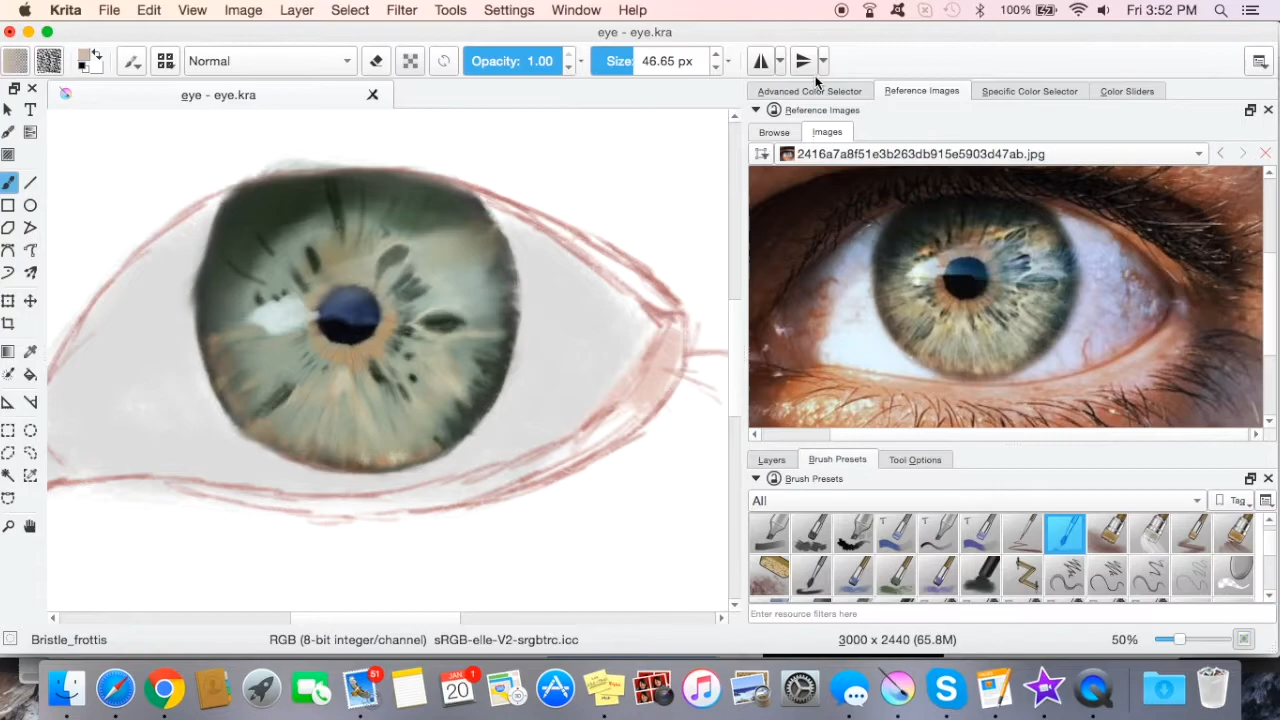 Krita File Edit View Image Layer Select Filter Tools Settings Window Help 100% Fri 3:52 PM
eye - eye.kra
Normal Opacity: 1.00 Size: 46.65 px
eye - eye.kra
Advanced Color Selector Reference Images Specific Color Selector Color Sliders
Reference Images
Browse Images
2416a7a8f51e3b263db915e5903d47ab.jpg
Layers Brush Presets Tool Options
Brush Presets
All Tag
Enter resource filters here
Bristle_frottis RGB (8-bit integer/channel) sRGB-elle-V2-srgbtrc.icc 3000 x 2440 (65.8M) 50%
51 JAN 20 1